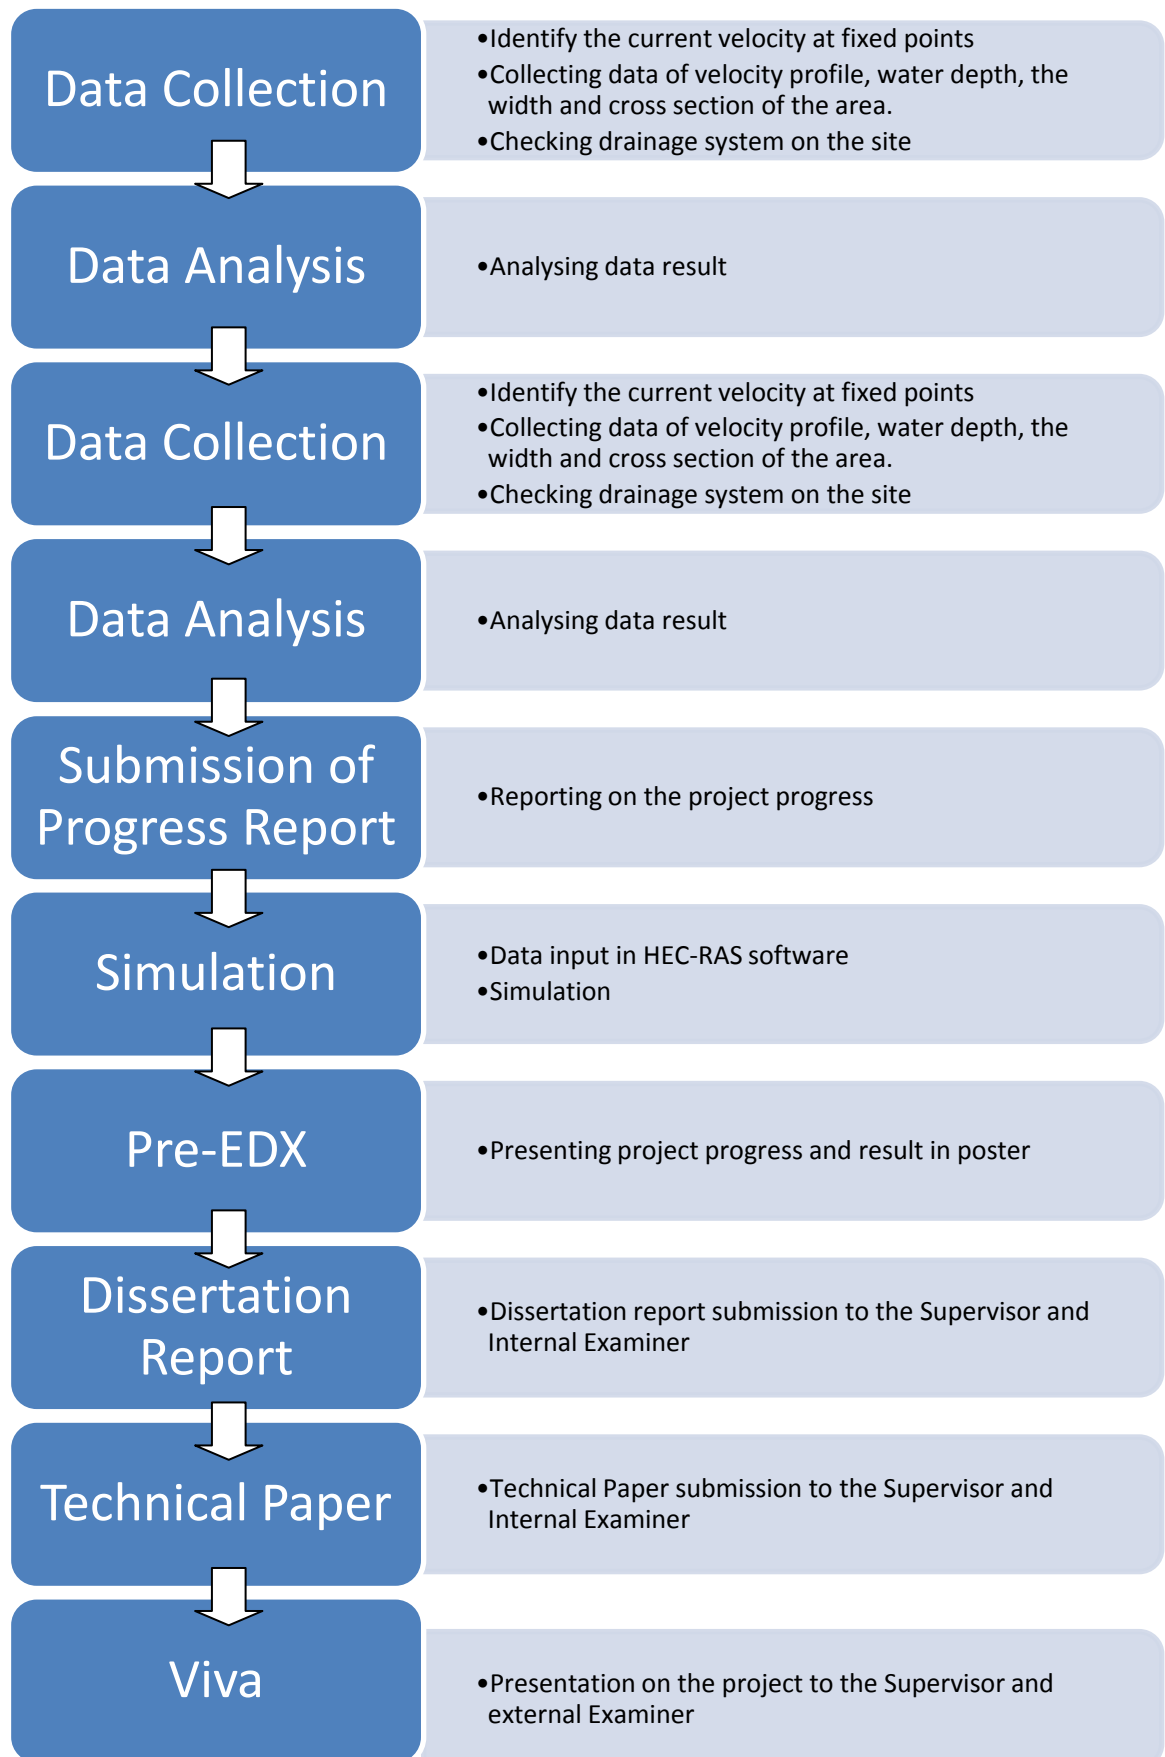 Data Collection
•Identify the current velocity at fixed points
•Collecting data of velocity profile, water depth, the
width and cross section of the area.
•Checking drainage system on the site
Data Analysis
•Analysing data result
Data Collection
•Identify the current velocity at fixed points
•Collecting data of velocity profile, water depth, the
width and cross section of the area.
•Checking drainage system on the site
Data Analysis
•Analysing data result
Submission of
Progress Report
•Reporting on the project progress
Simulation
•Data input in HEC-RAS software
•Simulation
Pre-EDX
•Presenting project progress and result in poster
Dissertation
Report
•Dissertation report submission to the Supervisor and
Internal Examiner
Technical Paper
•Technical Paper submission to the Supervisor and
Internal Examiner
Viva
•Presentation on the project to the Supervisor and
external Examiner